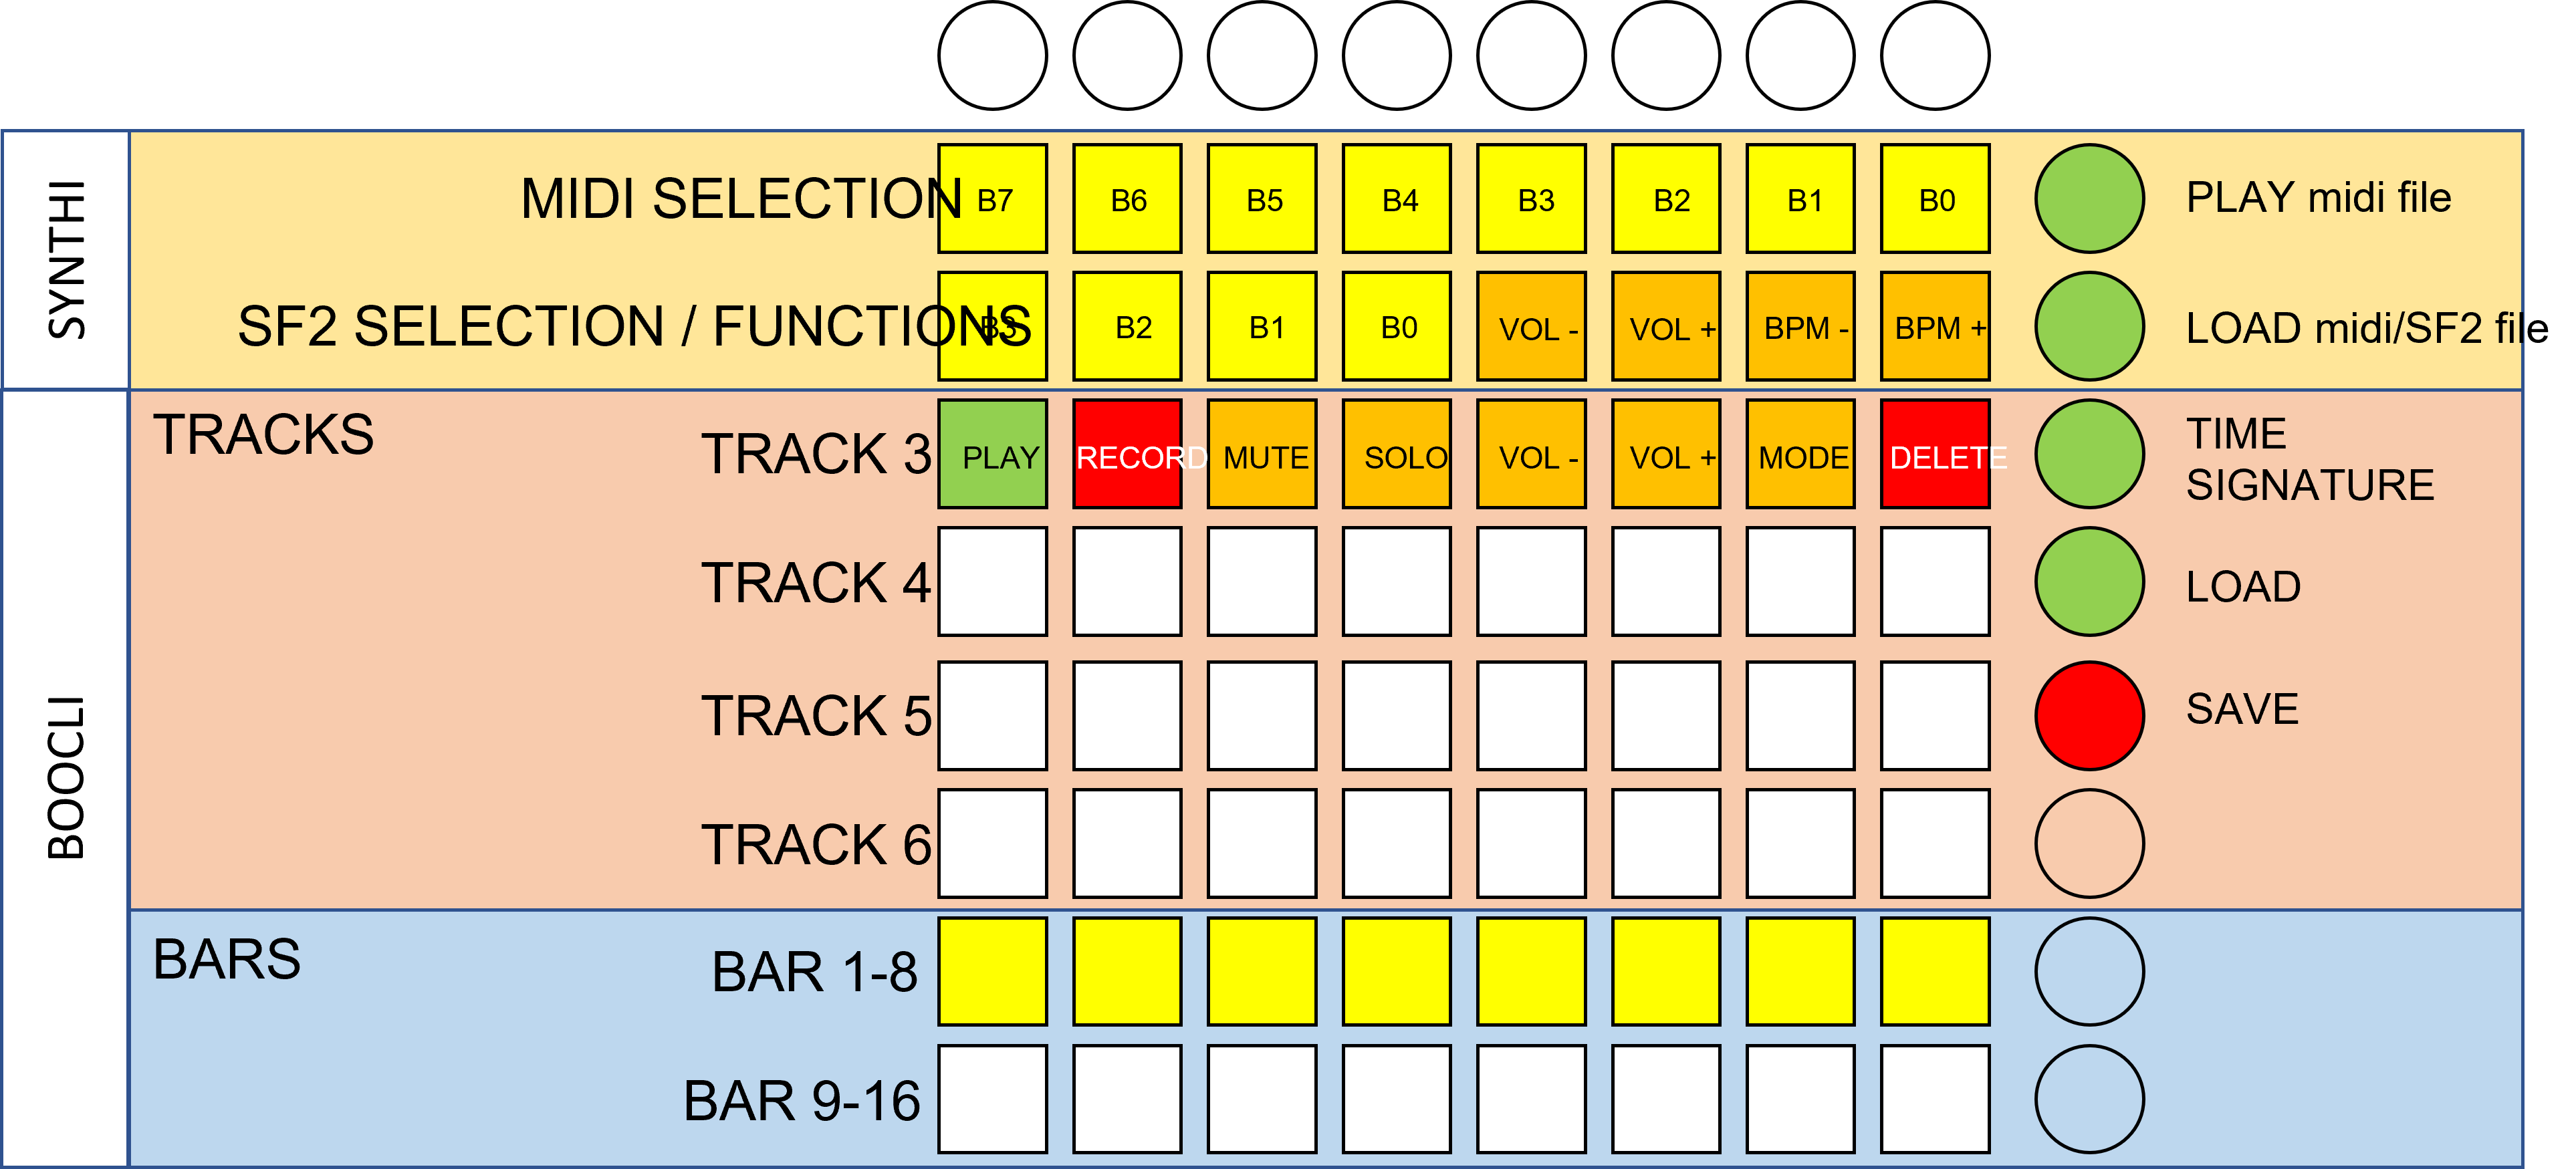 SYNTHI
MIDI SELECTION B7 B6 B5 B4 B3 B2 B1 B0 PLAY midi file
SF2 SELECTION / FUNCTIONS B3 B2 B1 B0 VOL - VOL + BPM - BPM + LOAD midi/SF2 file
BOOCLI
TRACKS
TRACK 3 PLAY RECORD MUTE SOLO VOL - VOL + MODE DELETE TIME
SIGNATURE
TRACK 4 LOAD
TRACK 5 SAVE
TRACK 6
BARS
BAR 1-8
BAR 9-16